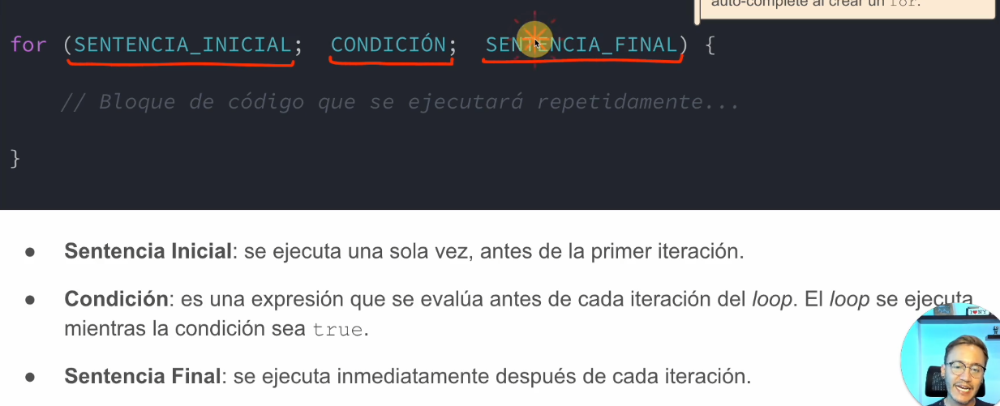 auto-complete al crear un for.
for (SENTENCIA_INICIAL; CONDICIÓN; SENTENCIA_FINAL) {
// Bloque de código que se ejecutará repetidamente...
}
● Sentencia Inicial: se ejecuta una sola vez, antes de la primer iteración.
● Condición: es una expresión que se evalúa antes de cada iteración del loop. El loop se ejecuta
mientras la condición sea true.
● Sentencia Final: se ejecuta inmediatamente después de cada iteración.
I ♥ NY